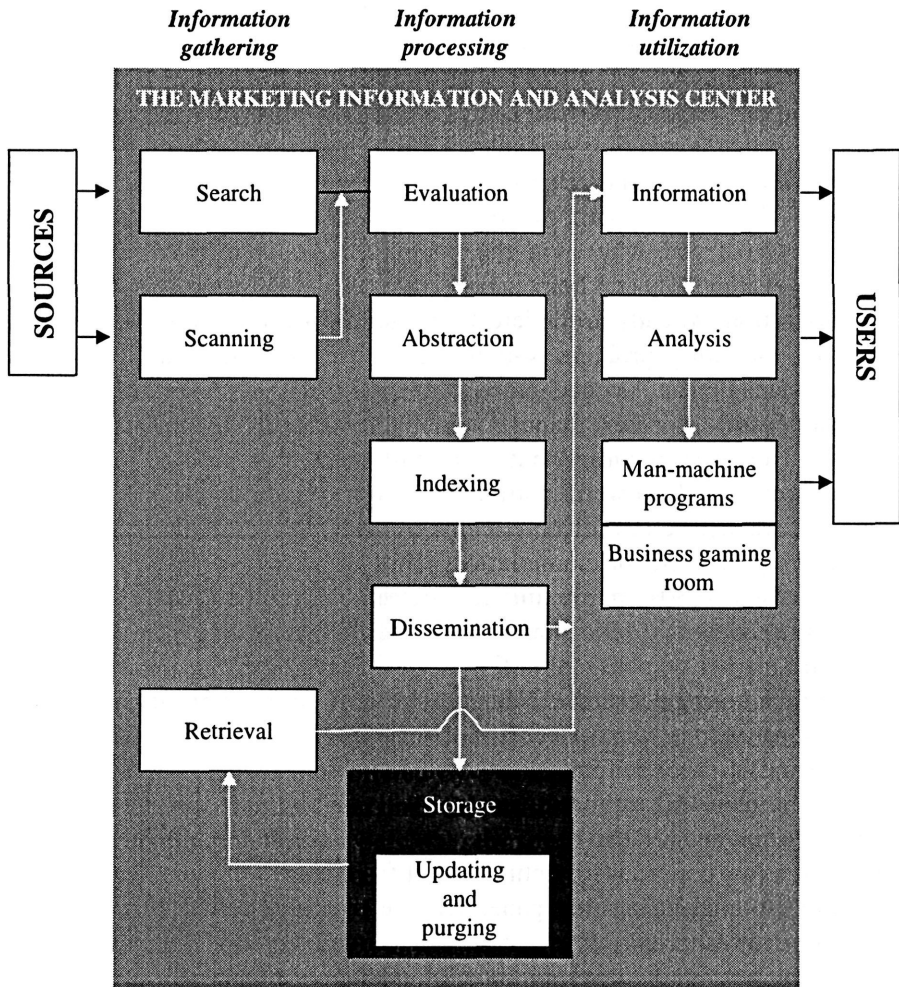 Information
gathering
Information
processing
Information
utilization
THE MARKETING INFORMATION AND ANALYSIS CENTER
SOURCES
Search
Evaluation
Information
USERS
Scanning
Abstraction
Analysis
Indexing
Man-machine
programs
Business gaming
room
Dissemination
Retrieval
Storage
Updating
and
purging